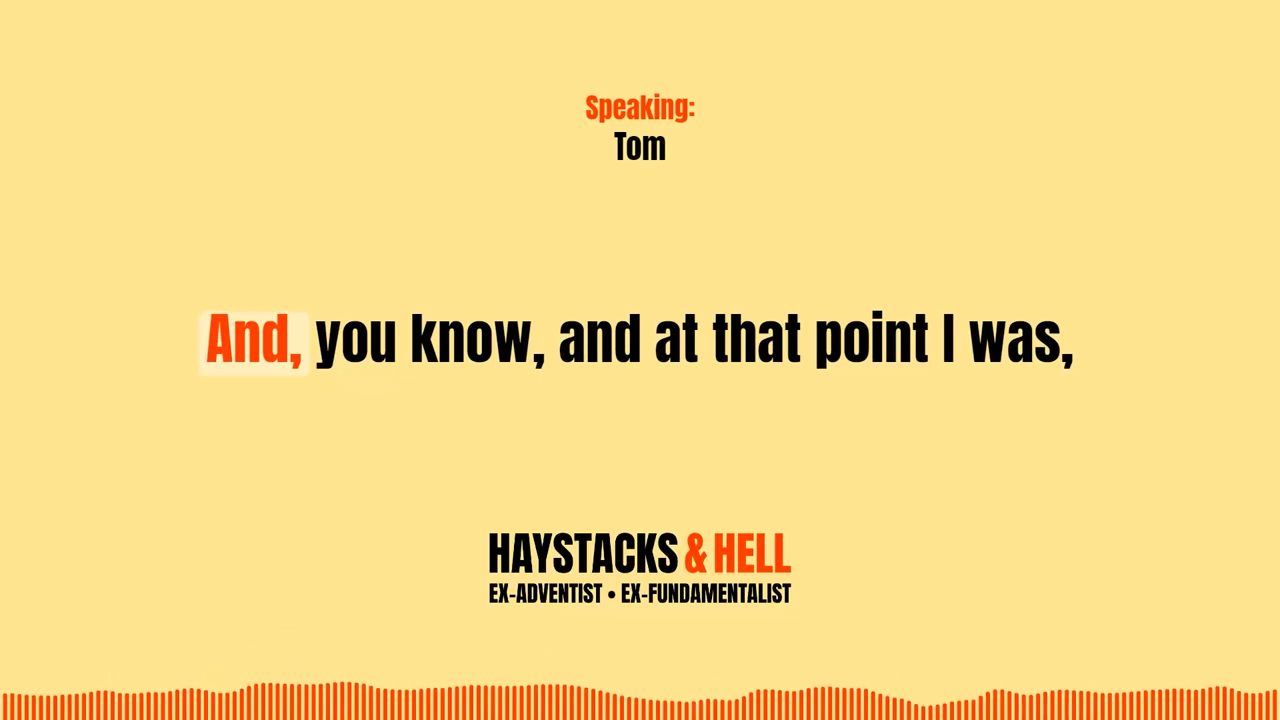 Speaking:
Tom
And, you know, and at that point I was,
HAYSTACKS & HELL
EX-ADVENTIST • EX-FUNDAMENTALIST